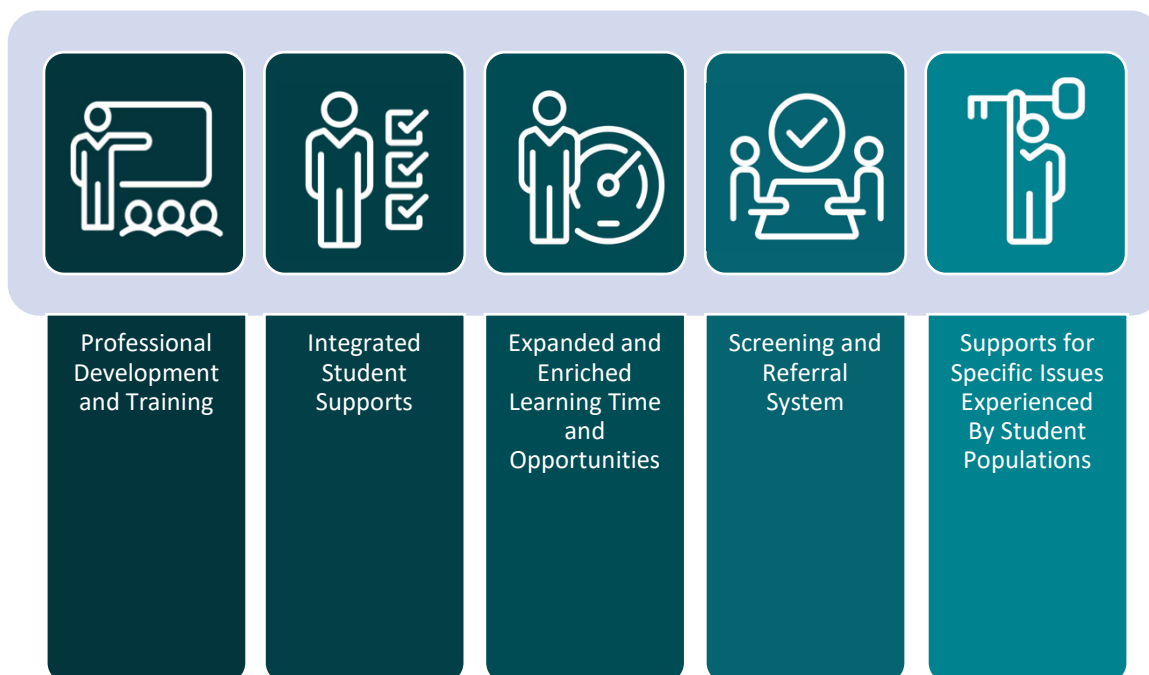 Professional
Development
and Training
Integrated
Student
Supports
Expanded and
Enriched
Learning Time
and
Opportunities
Screening and
Referral
System
Supports for
Specific Issues
Experienced
By Student
Populations